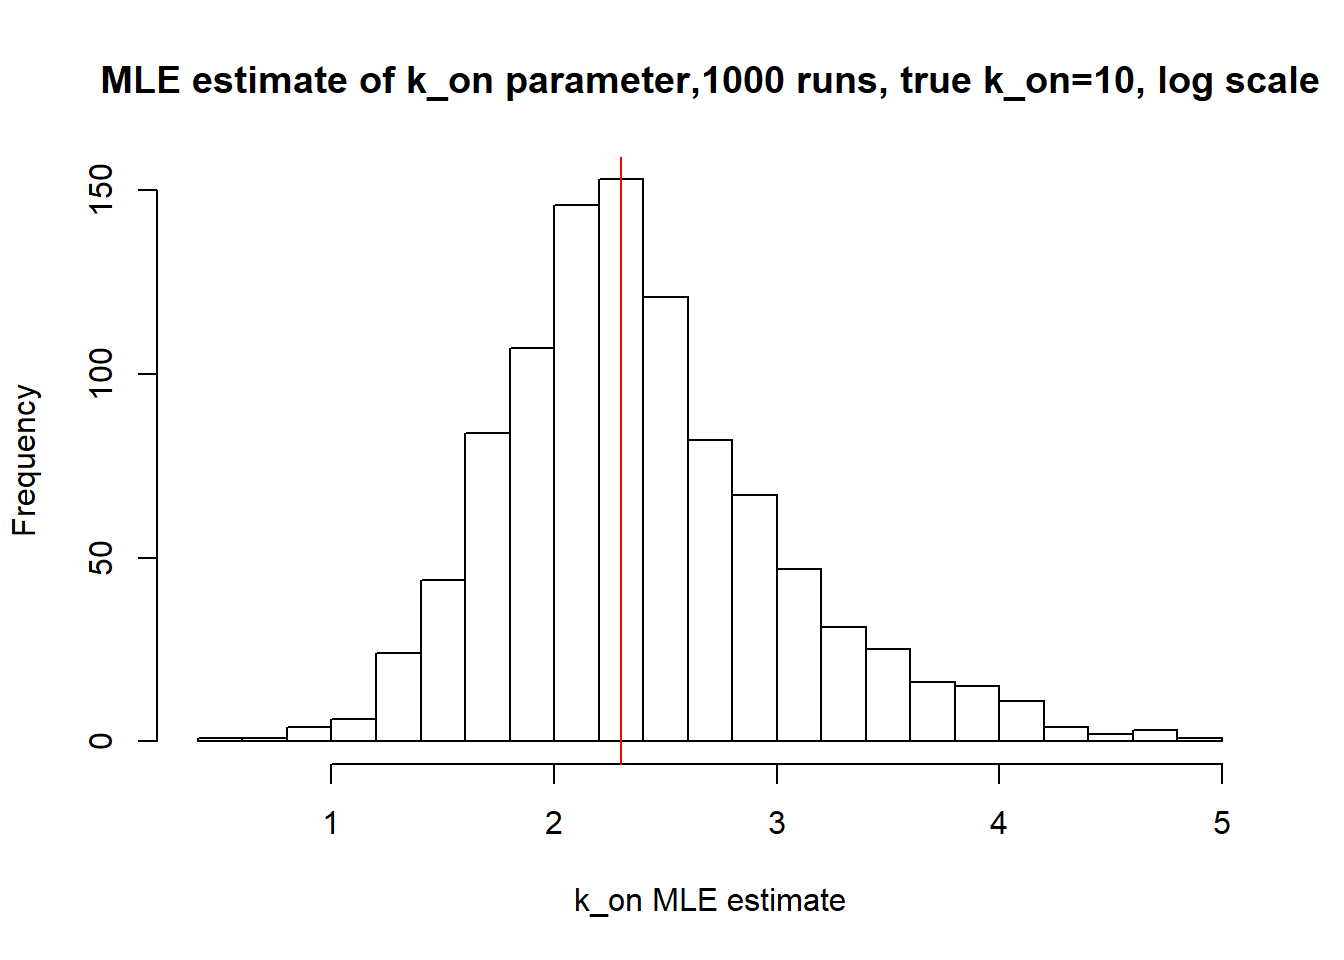 MLE estimate of k_on parameter,1000 runs, true k_on=10, log scale
150
100
50
0
Frequency
1 2 3 4 5
k_on MLE estimate